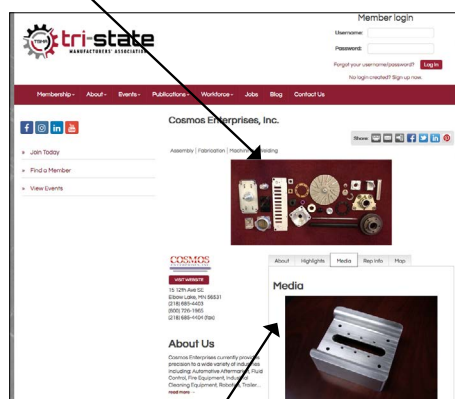 Member login
Username:
Password:
Forgot your username/password? Log In
No login created? Sign up now.
TSMA
tri-state
MANUFACTURERS' ASSOCIATION
Membership About Events Publications Workforce Jobs Blog Contact Us
Cosmos Enterprises, Inc.
Share:
» Join Today
» Find a Member
» View Events
Assembly | Fabrication | Machining Welding
COSMOS
VISIT WEBSITE
15 12th Ave SE
Elbow Lake, MN 56531
(218) 685-4403
(800) 726-1865
(218) 685-4404 (fax)
About Highlights Media Rep Info Map
Media
About Us
Cosmos Enterprises currently provides
precision to a wide variety of industries
including: Automotive Aftermarket, Fluid
Control, Fire Equipment, Industrial
Cleaning Equipment, Robotics, Trailer...
read more →